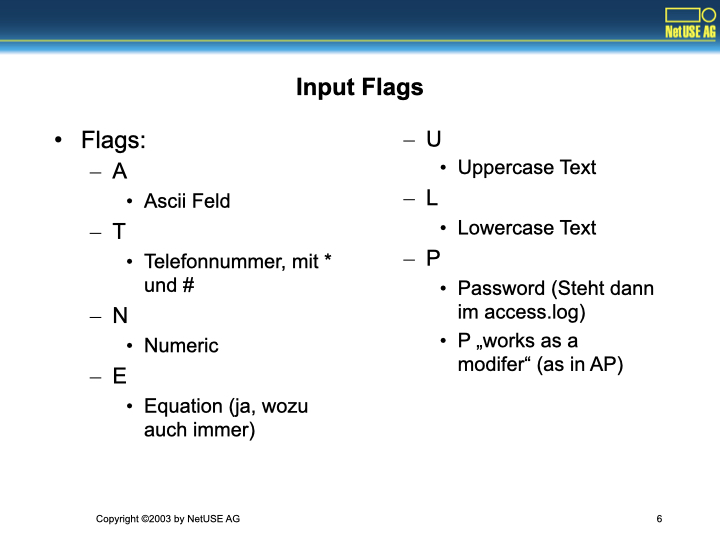 NetUSE AG
Input Flags
• Flags:
– A
• Ascii Feld
– T
• Telefonnummer, mit *
und #
– N
• Numeric
– E
• Equation (ja, wozu
auch immer)
– U
• Uppercase Text
– L
• Lowercase Text
– P
• Password (Steht dann
im access.log)
• P „works as a
modifer“ (as in AP)
Copyright ©2003 by NetUSE AG
6